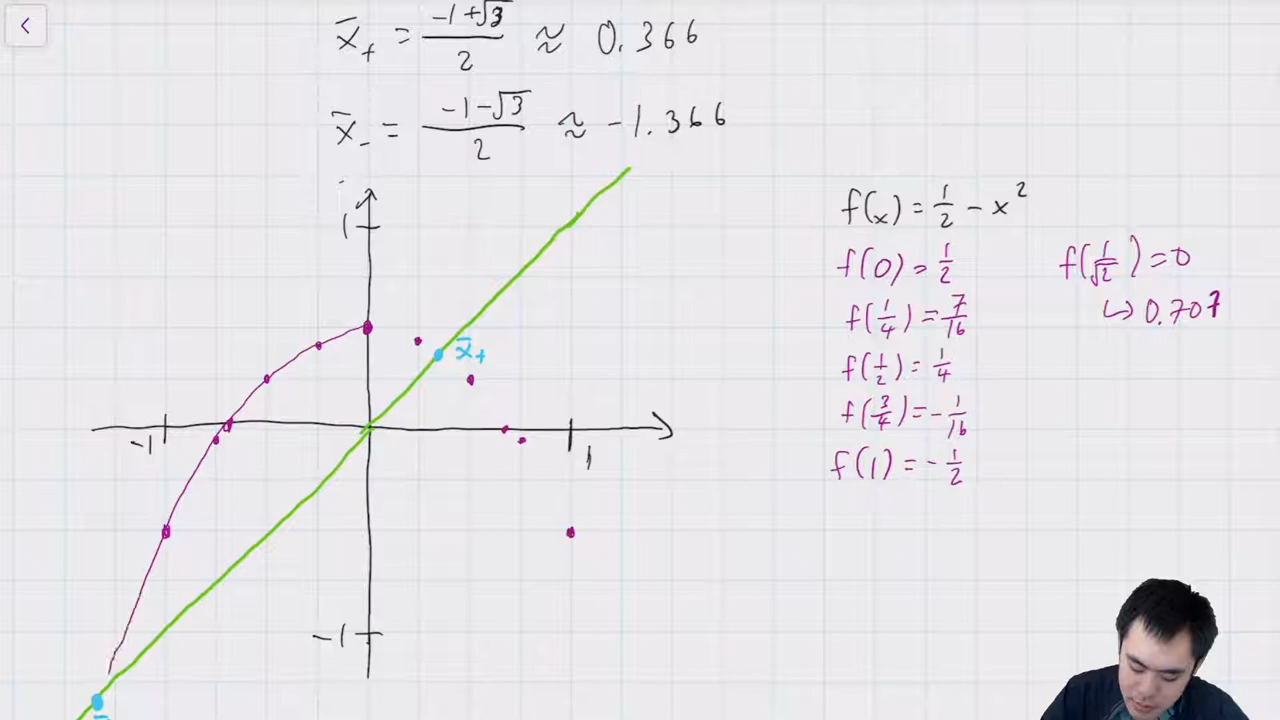 x̄₊ = (-1+√3)/2 ≈ 0.366
x̄₋ = (-1-√3)/2 ≈ -1.366
f(x) = 1/2 - x²
f(0) = 1/2
f(1/√2) = 0
f(1/4) = 7/16
↳ 0.707
f(1/2) = 1/4
f(3/4) = -1/16
f(1) = -1/2
1
x̄₊
-1
1
-1